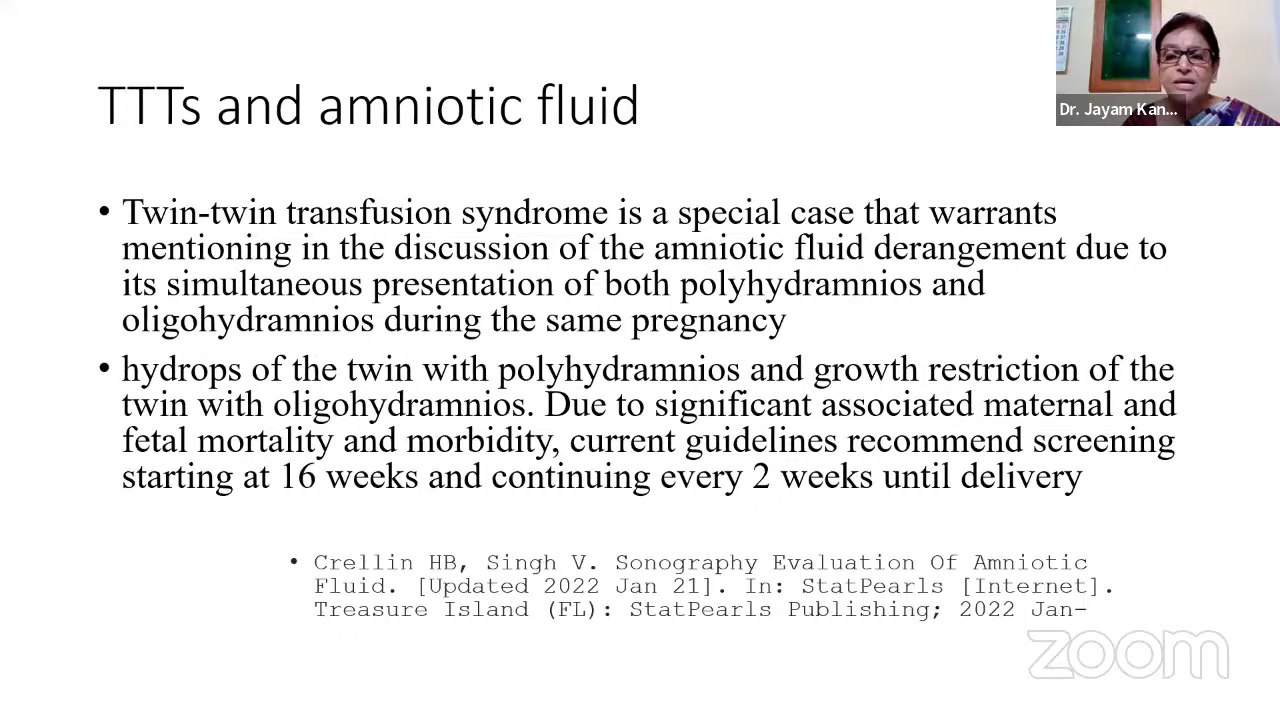 Dr. Jayam Kan...
TTTs and amniotic fluid
• Twin-twin transfusion syndrome is a special case that warrants
mentioning in the discussion of the amniotic fluid derangement due to
its simultaneous presentation of both polyhydramnios and
oligohydramnios during the same pregnancy
• hydrops of the twin with polyhydramnios and growth restriction of the
twin with oligohydramnios. Due to significant associated maternal and
fetal mortality and morbidity, current guidelines recommend screening
starting at 16 weeks and continuing every 2 weeks until delivery
• Crellin HB, Singh V. Sonography Evaluation Of Amniotic
Fluid. [Updated 2022 Jan 21]. In: StatPearls [Internet].
Treasure Island (FL): StatPearls Publishing; 2022 Jan-
zoom